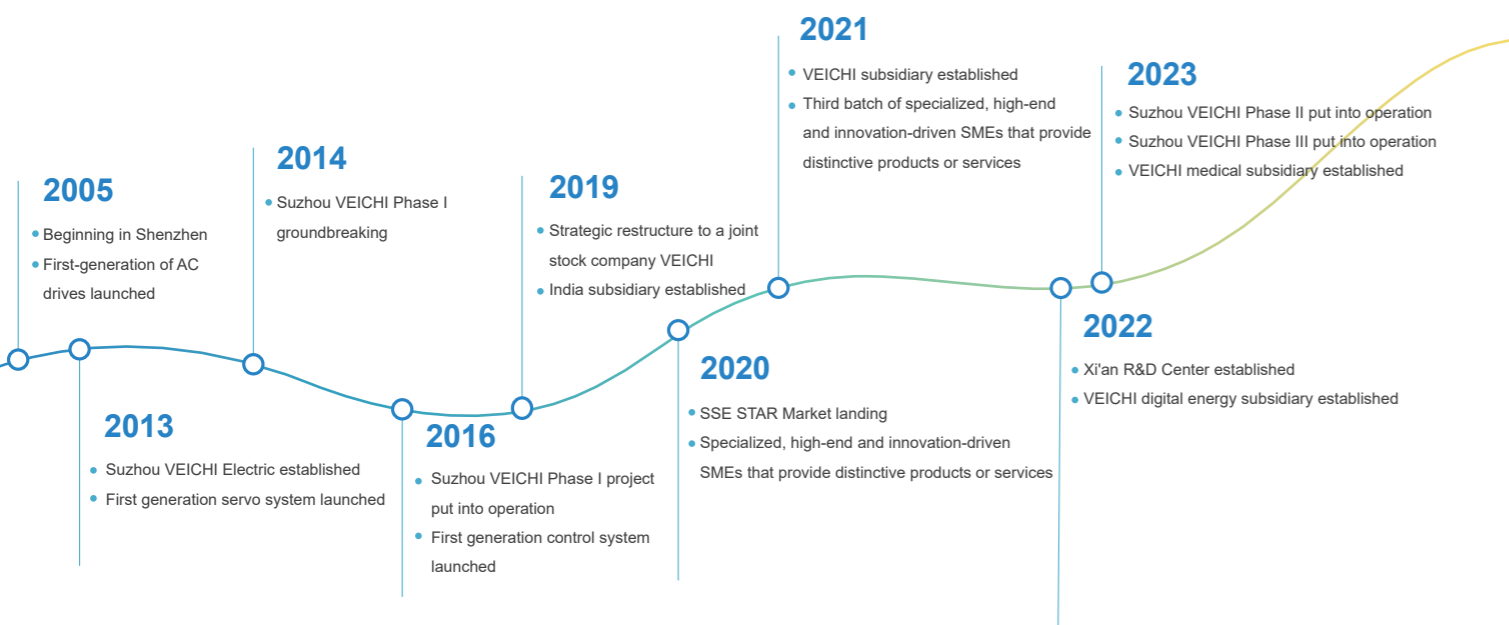 2005
Beginning in Shenzhen
First-generation of AC
drives launched
2013
Suzhou VEICHI Electric established
First generation servo system launched
2014
Suzhou VEICHI Phase I
groundbreaking
2016
Suzhou VEICHI Phase I project
put into operation
First generation control system
launched
2019
Strategic restructure to a joint
stock company VEICHI
India subsidiary established
2020
SSE STAR Market landing
Specialized, high-end and innovation-driven
SMEs that provide distinctive products or services
2021
VEICHI subsidiary established
Third batch of specialized, high-end
and innovation-driven SMEs that provide
distinctive products or services
2022
Xi'an R&D Center established
VEICHI digital energy subsidiary established
2023
Suzhou VEICHI Phase II put into operation
Suzhou VEICHI Phase III put into operation
VEICHI medical subsidiary established